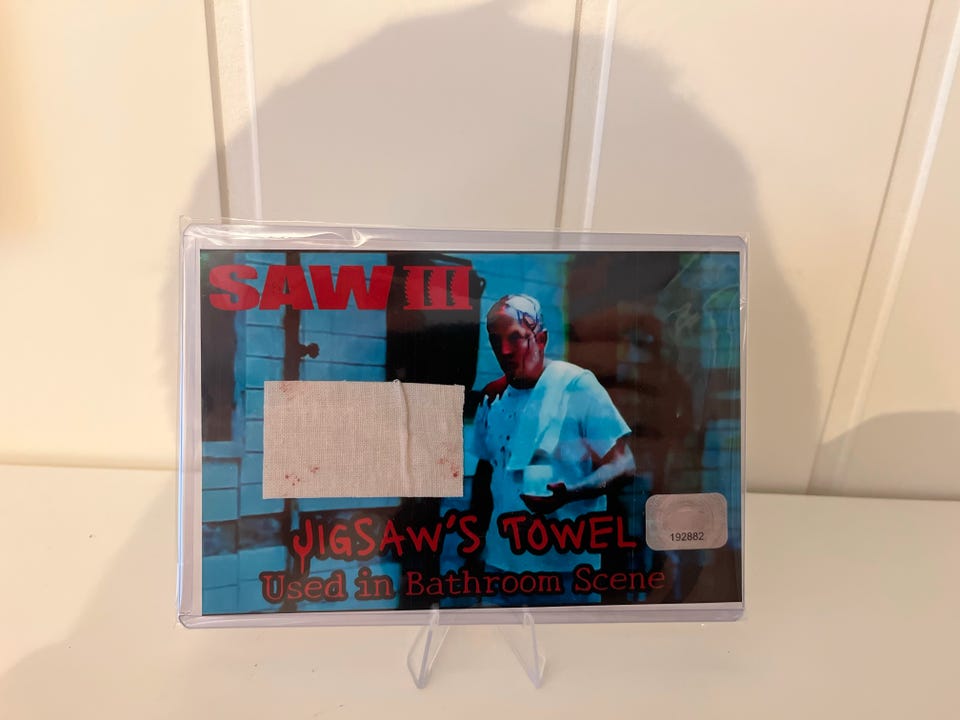 SAW III
JIGSAW'S TOWEL
192882
Used in Bathroom Scene